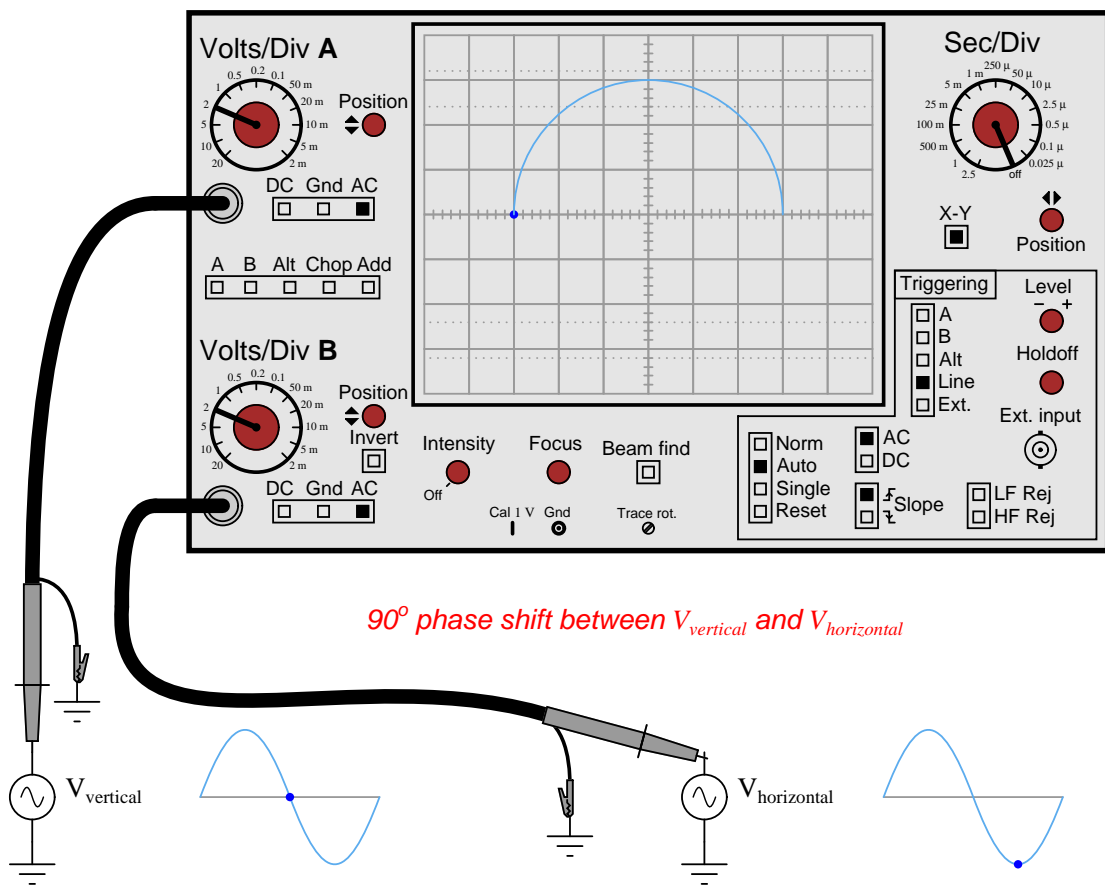 Volts/Div A
0.5 0.2 0.1
1 50 m
2 20 m
5 10 m
10 5 m
20 2 m
Position
DC Gnd AC
A B Alt Chop Add
Volts/Div B
0.5 0.2 0.1
1 50 m
2 20 m
5 10 m
10 5 m
20 2 m
Position
Invert
DC Gnd AC
Intensity
Off
Focus
Beam find
Cal 1 V Gnd Trace rot.
Sec/Div
250 µ
1 m 50 µ
5 m 10 µ
25 m 2.5 µ
100 m 0.5 µ
500 m 0.1 µ
1 0.025 µ
2.5 off
X-Y
Position
Triggering
A
B
Alt
Line
Ext.
Level
− +
Holdoff
Ext. input
Norm
Auto
Single
Reset
AC
DC
Slope
LF Rej
HF Rej
90o phase shift between Vvertical and Vhorizontal
Vvertical
Vhorizontal